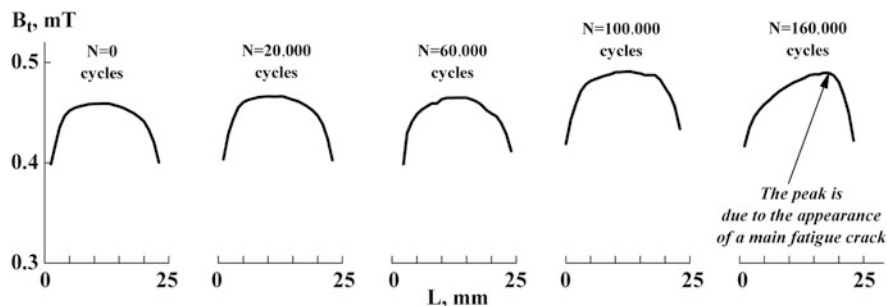 Bt, mT
N=0
cycles
N=20.000
cycles
N=60.000
cycles
N=100.000
cycles
N=160.000
cycles
0.5
0.4
0.3
The peak is
due to the appearance
of a main fatigue crack
0 25 0 25 0 25 0 25 0 25
L, mm